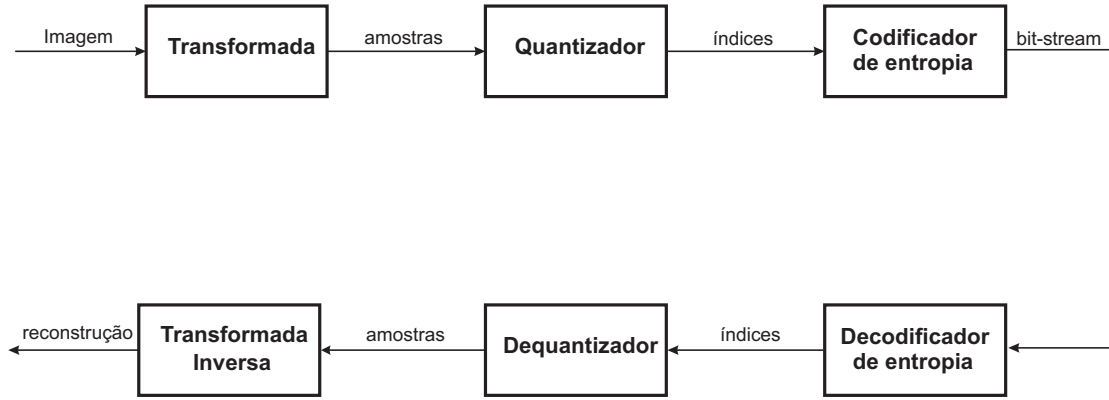 Imagem
Transformada
amostras
Quantizador
índices
Codificador
de entropia
bit-stream
reconstrução
Transformada
Inversa
amostras
Dequantizador
índices
Decodificador
de entropia